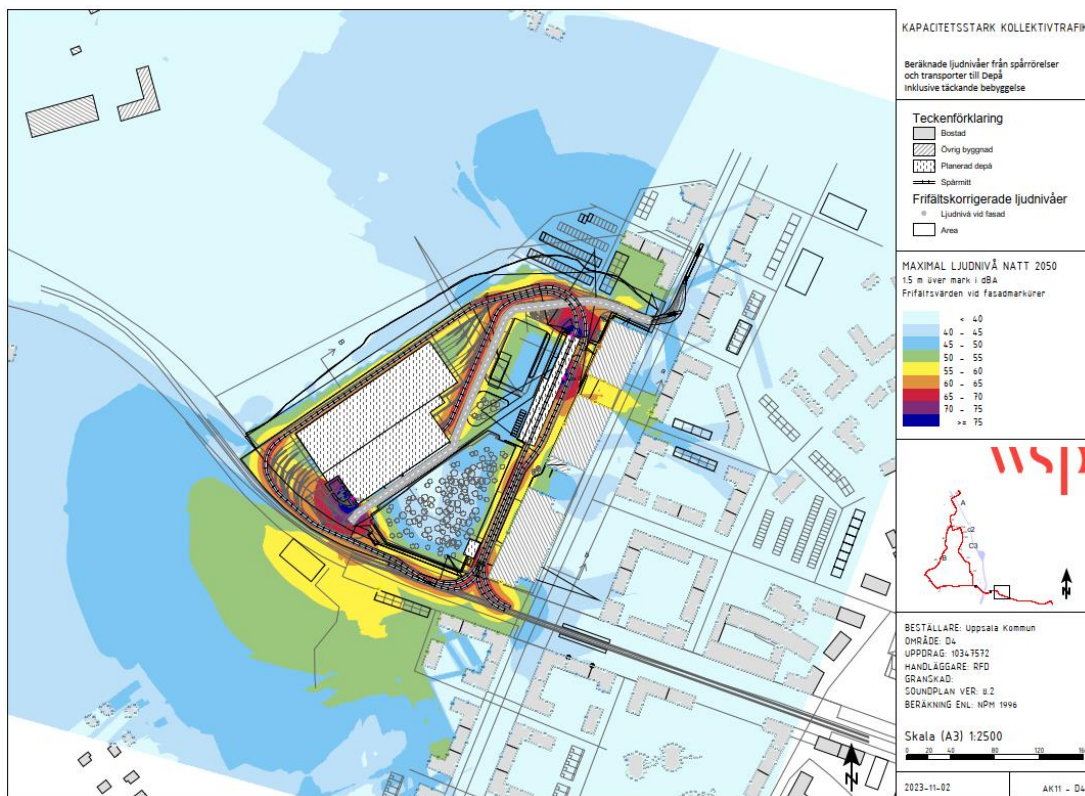 KAPACITETSSTARK KOLLEKTIVTRAFIK
Beräknade ljudnivåer från spårrörelser
och transporter till Depå
Inklusive täckande bebyggelse
Teckenförklaring
Bostad
Övrig byggnad
Planerad depå
Spårmitt
Frifältskorrigerade ljudnivåer
Ljudnivå vid fasad
Area
MAXIMAL LJUDNIVÅ NATT 2050
1.5 m över mark i dBA
Frifältsvärden vid fasadmarkörer
< 40
40 - 45
45 - 50
50 - 55
55 - 60
60 - 65
65 - 70
70 - 75
>= 75
wsp
A
C3
B
N
BESTÄLLARE: Uppsala Kommun
OMRÅDE: D4
UPPDRAG: 10347572
HANDLÄGGARE: RFD
GRANSKAD:
SOUNDPLAN VER: 8.2
BERÄKNING ENL: NPM 1996
Skala (A3) 1:2500
0 20 40 80 120 160
N
2023-11-02
AK11 - D4